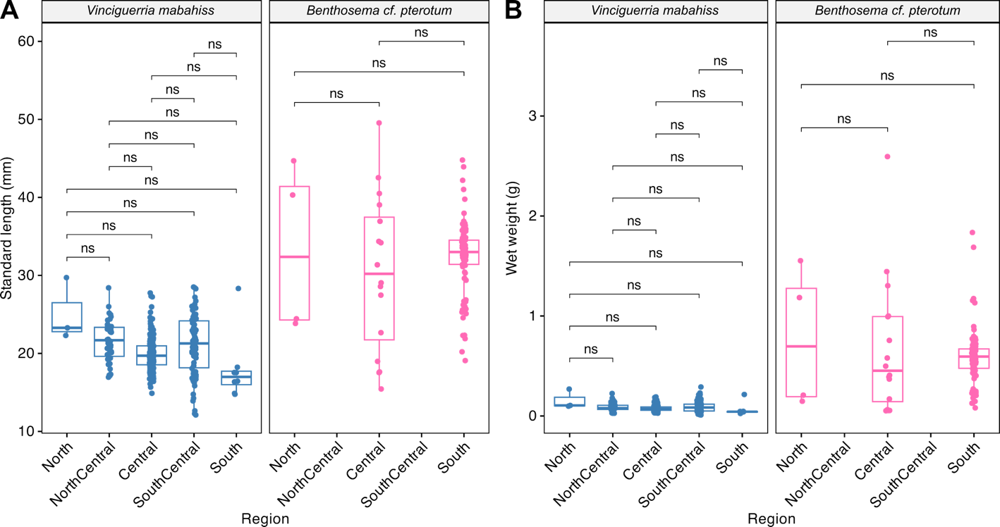 A
Vinciguerria mabahiss
Benthosema cf. pterotum
B
Vinciguerria mabahiss
Benthosema cf. pterotum
Standard length (mm)
60
50
40
30
20
10
ns
ns
ns
ns
ns
ns
ns
ns
ns
ns
ns
ns
ns
North
NorthCentral
Central
SouthCentral
South
North
NorthCentral
Central
SouthCentral
South
Region
Wet weight (g)
3
2
1
0
ns
ns
ns
ns
ns
ns
ns
ns
ns
ns
ns
ns
ns
North
NorthCentral
Central
SouthCentral
South
North
NorthCentral
Central
SouthCentral
South
Region